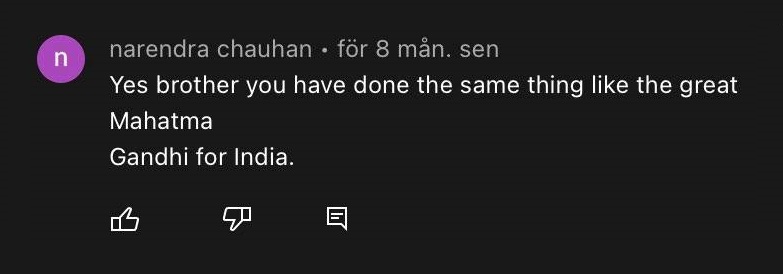 n
narendra chauhan • för 8 mån. sen
Yes brother you have done the same thing like the great
Mahatma
Gandhi for India.